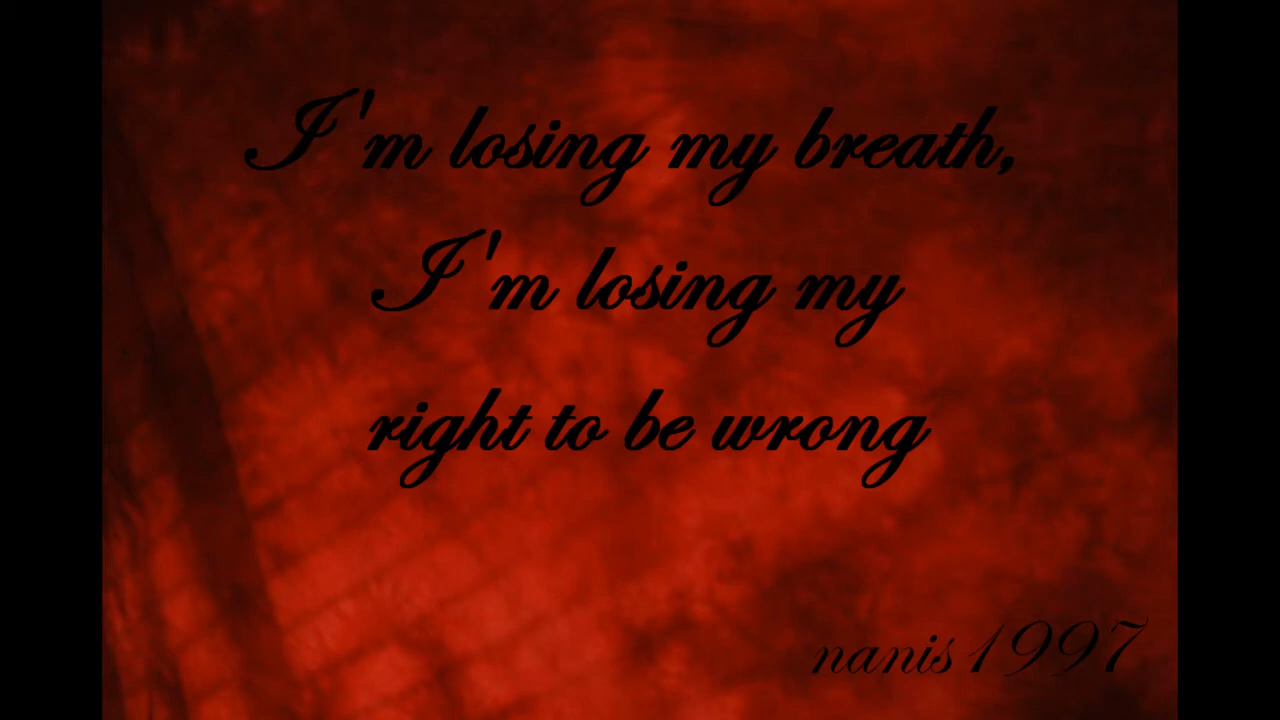 I'm losing my breath,
I'm losing my
right to be wrong
nanis1997